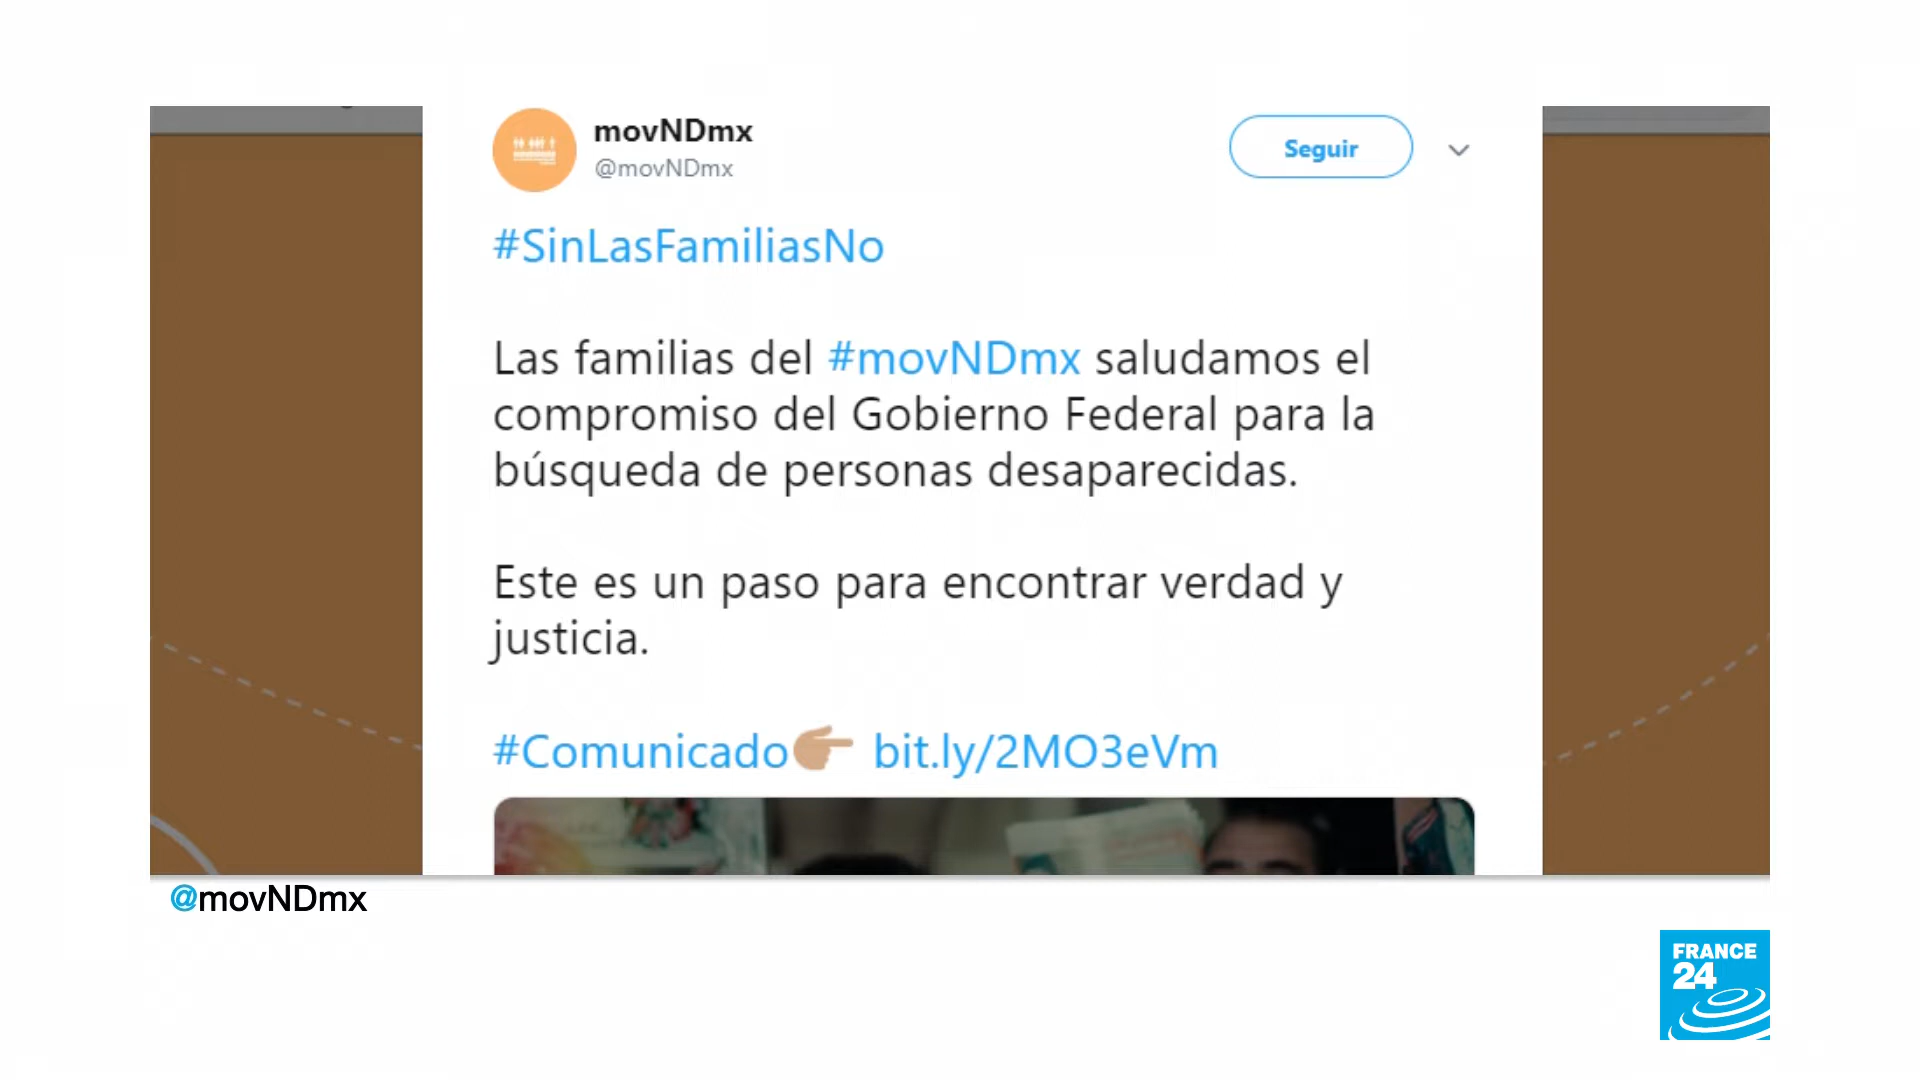 movNDmx
@movNDmx
Seguir
#SinLasFamiliasNo
Las familias del #movNDmx saludamos el
compromiso del Gobierno Federal para la
búsqueda de personas desaparecidas.
Este es un paso para encontrar verdad y
justicia.
#Comunicado👉🏽 bit.ly/2MO3eVm
@movNDmx
FRANCE
24